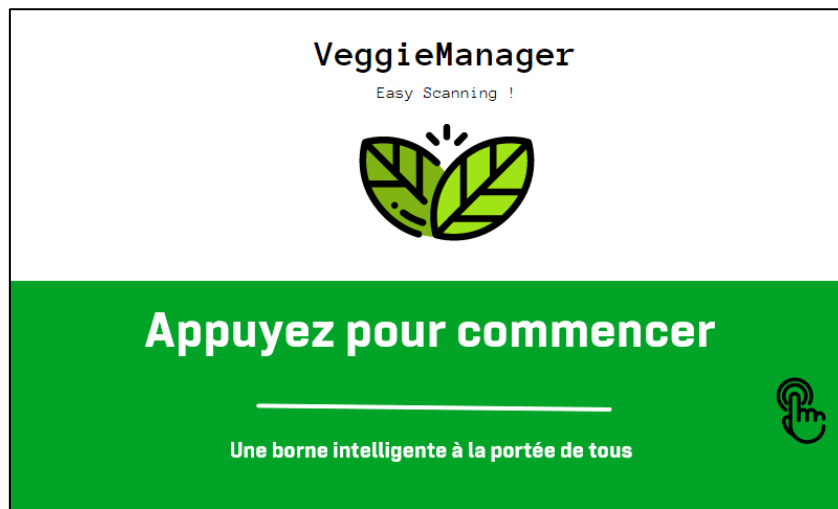 VeggieManager
Easy Scanning !
Appuyez pour commencer
Une borne intelligente à la portée de tous